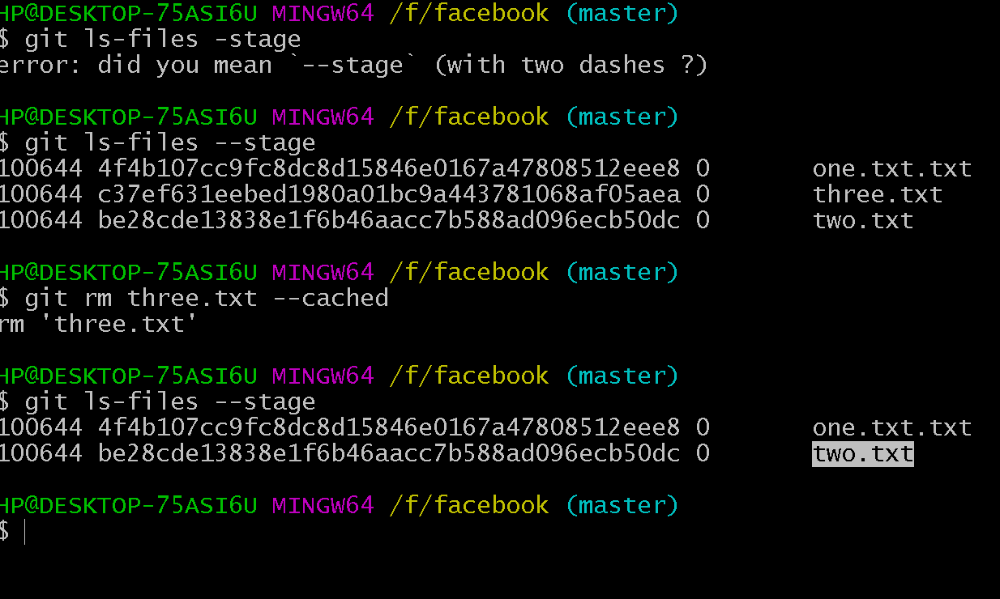 HP@DESKTOP-75ASI6U MINGW64 /f/facebook (master)
$ git ls-files -stage
error: did you mean `--stage` (with two dashes ?)
HP@DESKTOP-75ASI6U MINGW64 /f/facebook (master)
$ git ls-files --stage
100644 4f4b107cc9fc8dc8d15846e0167a47808512eee8 0 one.txt.txt
100644 c37ef631eebed1980a01bc9a443781068af05aea 0 three.txt
100644 be28cde13838e1f6b46aacc7b588ad096ecb50dc 0 two.txt
HP@DESKTOP-75ASI6U MINGW64 /f/facebook (master)
$ git rm three.txt --cached
rm 'three.txt'
HP@DESKTOP-75ASI6U MINGW64 /f/facebook (master)
$ git ls-files --stage
100644 4f4b107cc9fc8dc8d15846e0167a47808512eee8 0 one.txt.txt
100644 be28cde13838e1f6b46aacc7b588ad096ecb50dc 0 two.txt
HP@DESKTOP-75ASI6U MINGW64 /f/facebook (master)
$